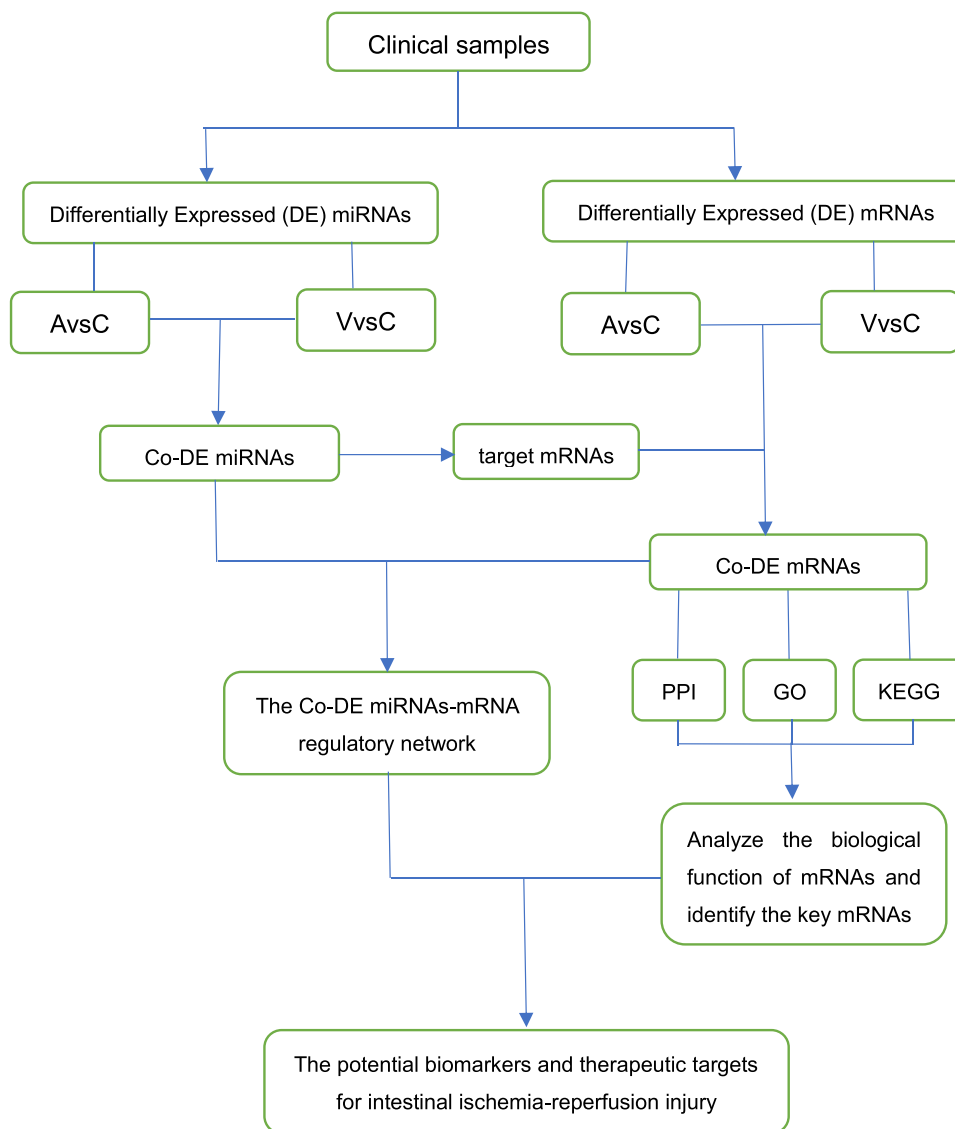 Clinical samples
Differentially Expressed (DE) miRNAs
Differentially Expressed (DE) mRNAs
AvsC
VvsC
AvsC
VvsC
Co-DE miRNAs
target mRNAs
Co-DE mRNAs
PPI
GO
KEGG
The Co-DE miRNAs-mRNA
regulatory network
Analyze the biological
function of mRNAs and
identify the key mRNAs
The potential biomarkers and therapeutic targets
for intestinal ischemia-reperfusion injury